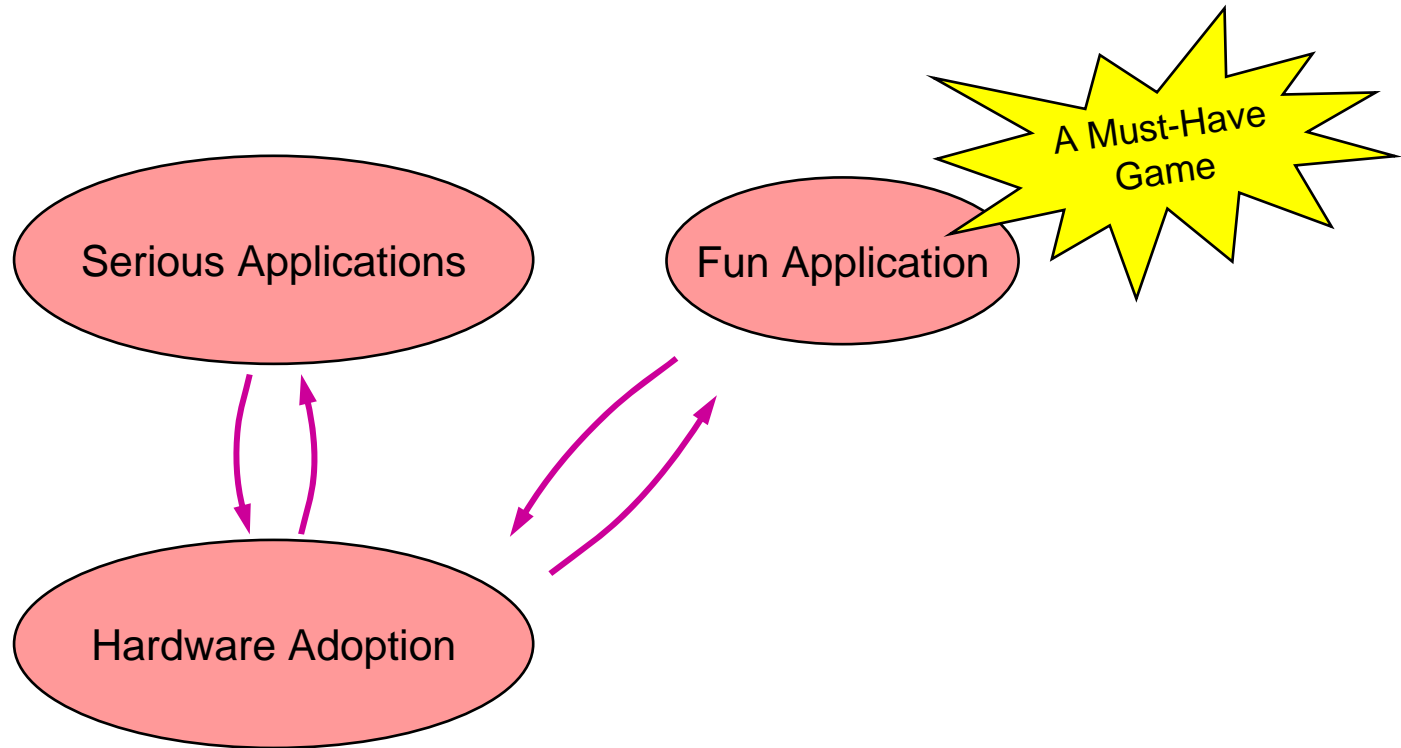 A Must-Have
Game
Serious Applications
Fun Application
Hardware Adoption